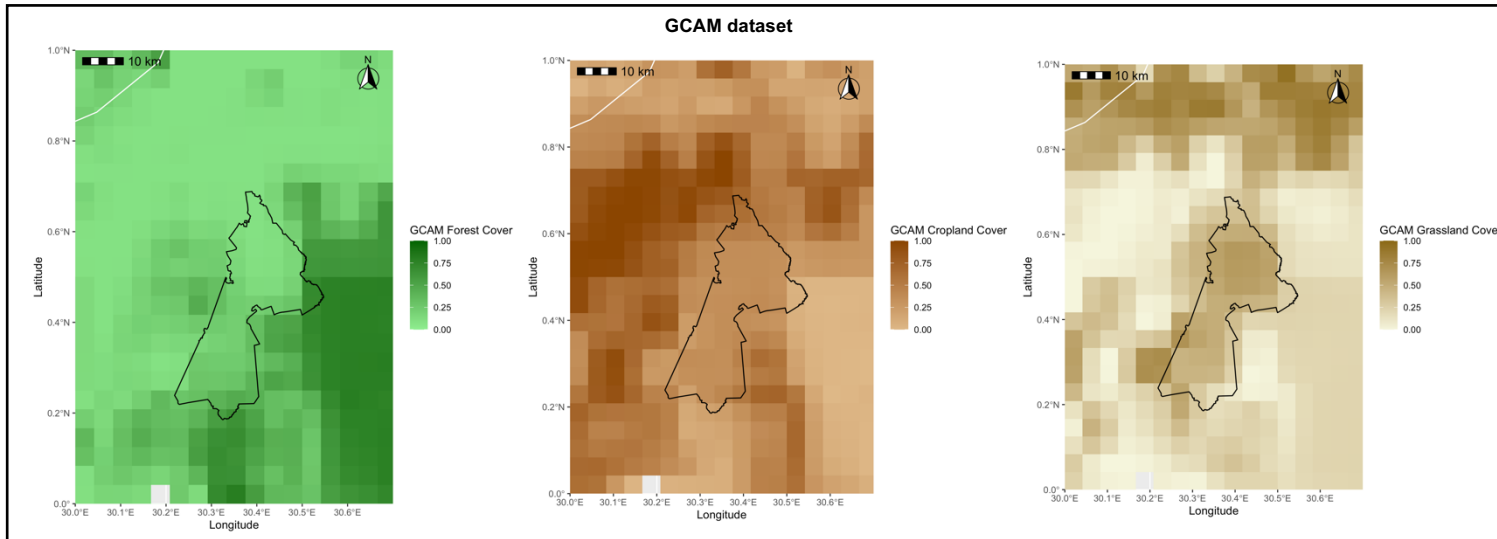 GCAM dataset
1.0°N
0.8°N
0.6°N
0.4°N
0.2°N
0.0°
Latitude
10 km
N
30.0°E
30.1°E
30.2°E
30.3°E
30.4°E
30.5°E
30.6°E
Longitude
GCAM Forest Cover
1.00
0.75
0.50
0.25
0.00
1.0°N
0.8°N
0.6°N
0.4°N
0.2°N
0.0°
Latitude
10 km
N
30.0°E
30.1°E
30.2°E
30.3°E
30.4°E
30.5°E
30.6°E
Longitude
GCAM Cropland Cover
1.00
0.75
0.50
0.25
0.00
1.0°N
0.8°N
0.6°N
0.4°N
0.2°N
0.0°
Latitude
10 km
N
30.0°E
30.1°E
30.2°E
30.3°E
30.4°E
30.5°E
30.6°E
Longitude
GCAM Grassland Cover
1.00
0.75
0.50
0.25
0.00